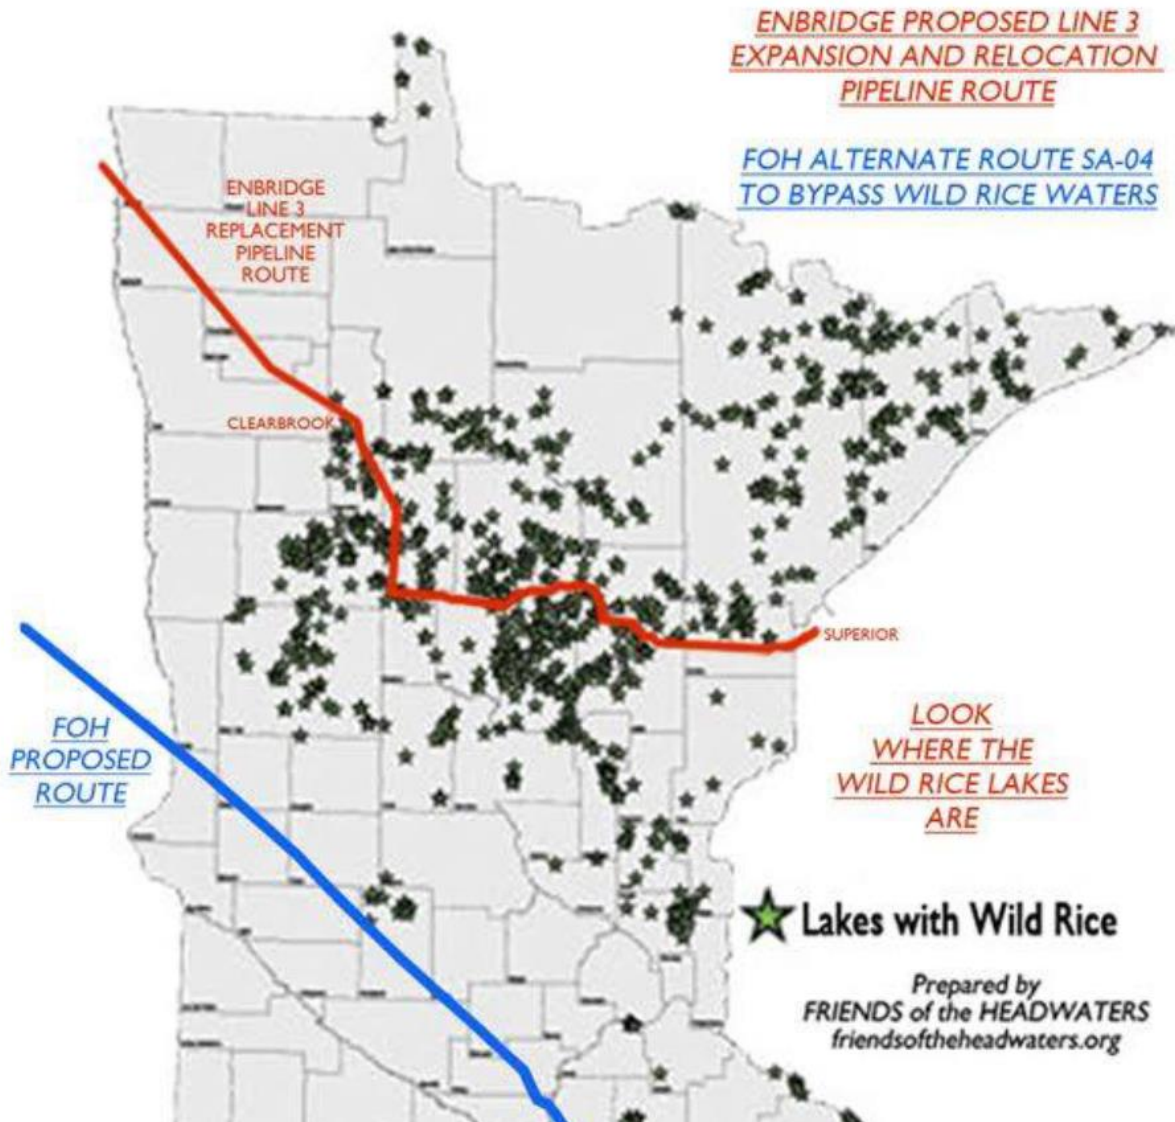 ENBRIDGE PROPOSED LINE 3
EXPANSION AND RELOCATION
PIPELINE ROUTE
FOH ALTERNATE ROUTE SA-04
TO BYPASS WILD RICE WATERS
ENBRIDGE
LINE 3
REPLACEMENT
PIPELINE
ROUTE
CLEARBROOK
SUPERIOR
FOH
PROPOSED
ROUTE
LOOK
WHERE THE
WILD RICE LAKES
ARE
Lakes with Wild Rice
Prepared by
FRIENDS of the HEADWATERS
friendsoftheheadwaters.org